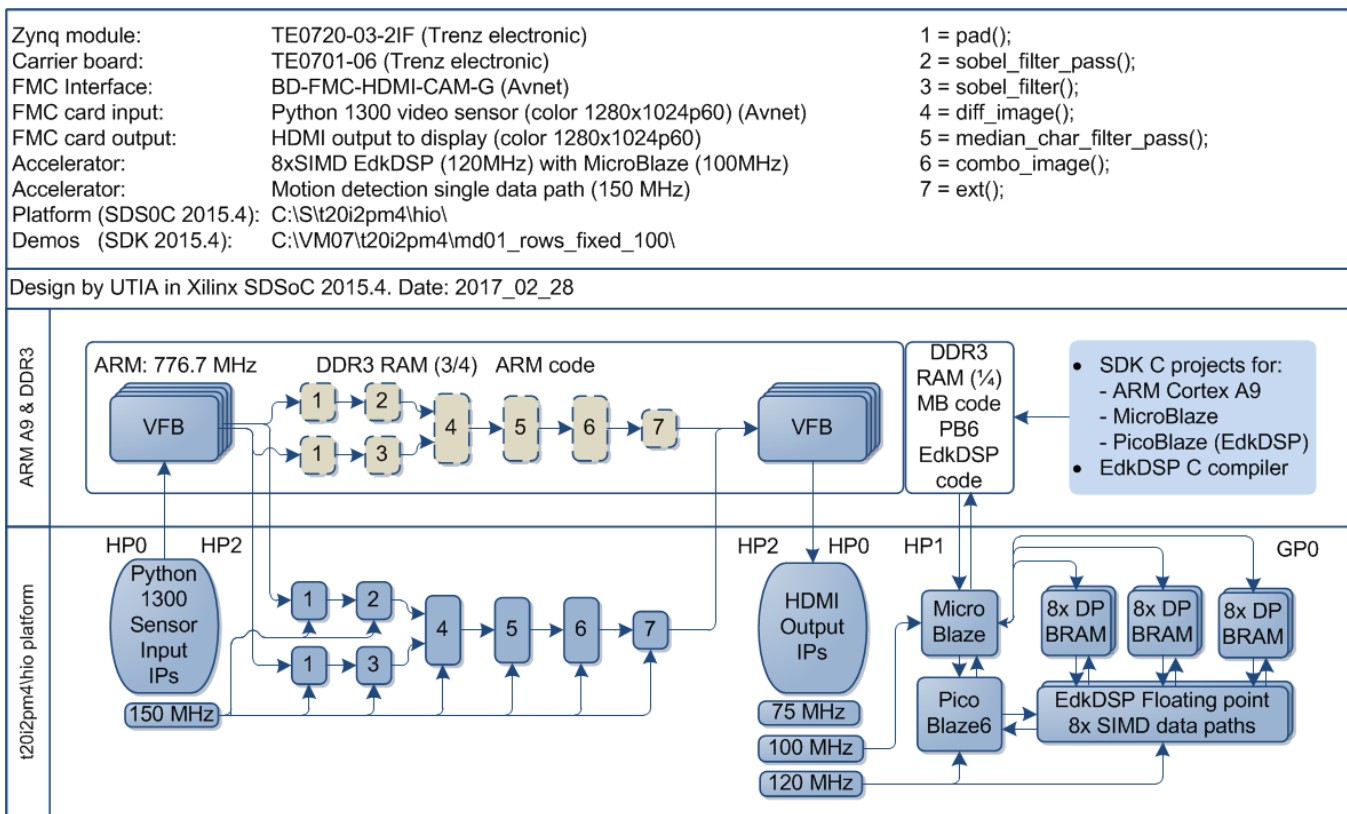 Zynq module: TE0720-03-2IF (Trenz electronic)
Carrier board: TE0701-06 (Trenz electronic)
FMC Interface: BD-FMC-HDMI-CAM-G (Avnet)
FMC card input: Python 1300 video sensor (color 1280x1024p60) (Avnet)
FMC card output: HDMI output to display (color 1280x1024p60)
Accelerator: 8xSIMD EdkDSP (120MHz) with MicroBlaze (100MHz)
Accelerator: Motion detection single data path (150 MHz)
Platform (SDS0C 2015.4): C:\S\t20i2pm4\hio\
Demos (SDK 2015.4): C:\VM07\t20i2pm4\md01_rows_fixed_100\
1 = pad();
2 = sobel_filter_pass();
3 = sobel_filter();
4 = diff_image();
5 = median_char_filter_pass();
6 = combo_image();
7 = ext();
Design by UTIA in Xilinx SDSoC 2015.4. Date: 2017_02_28
ARM A9 & DDR3
ARM: 776.7 MHz
DDR3 RAM (3/4)
ARM code
VFB
1
2
1
3
4
5
6
7
VFB
DDR3
RAM (¼)
MB code
PB6
EdkDSP
code
• SDK C projects for:
- ARM Cortex A9
- MicroBlaze
- PicoBlaze (EdkDSP)
• EdkDSP C compiler
t20i2pm4\hio platform
HP0
HP2
Python
1300
Sensor
Input
IPs
150 MHz
1
2
1
3
4
5
6
7
HP2
HP0
HDMI
Output
IPs
75 MHz
100 MHz
120 MHz
HP1
GP0
Micro
Blaze
Pico
Blaze6
8x DP
BRAM
8x DP
BRAM
8x DP
BRAM
EdkDSP Floating point
8x SIMD data paths